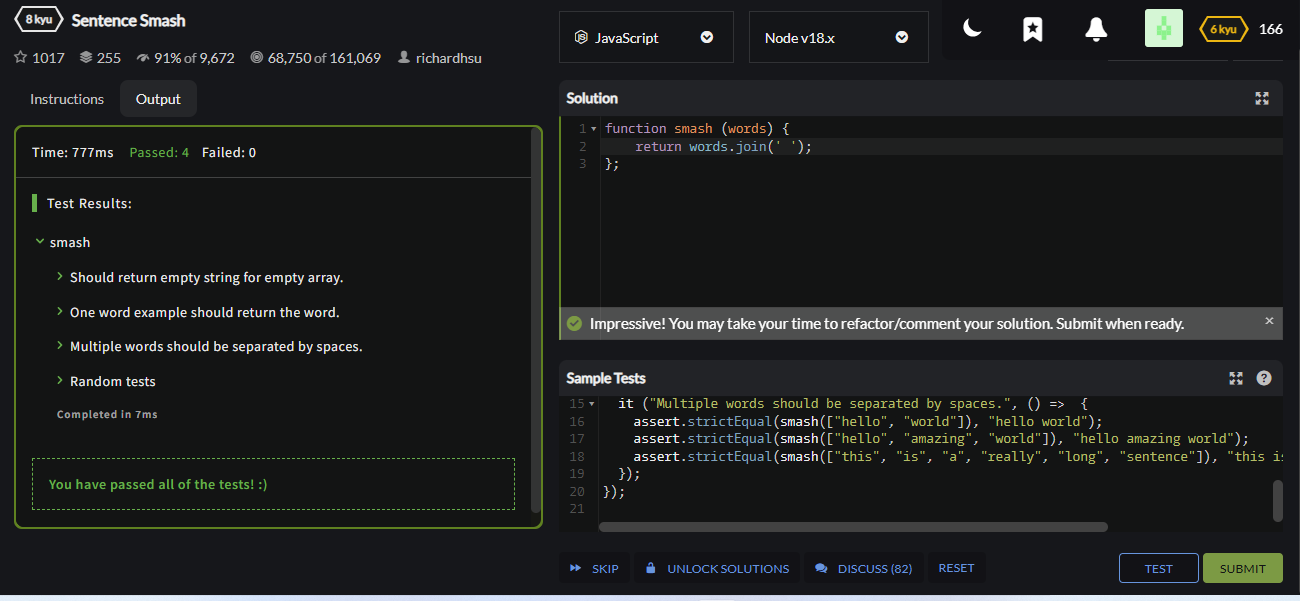 8 kyu Sentence Smash
1017 255 91% of 9,672 68,750 of 161,069 richardhsu
JavaScript
Node v18.x
6 kyu 166
Instructions Output
Time: 777ms Passed: 4 Failed: 0
Test Results:
smash
Should return empty string for empty array.
One word example should return the word.
Multiple words should be separated by spaces.
Random tests
Completed in 7ms
You have passed all of the tests! :)
Solution
1 function smash (words) {
2 return words.join(' ');
3 };
Impressive! You may take your time to refactor/comment your solution. Submit when ready.
Sample Tests
15 it ("Multiple words should be separated by spaces.", () => {
16 assert.strictEqual(smash(["hello", "world"]), "hello world");
17 assert.strictEqual(smash(["hello", "amazing", "world"]), "hello amazing world");
18 assert.strictEqual(smash(["this", "is", "a", "really", "long", "sentence"]), "this is
19 });
20 });
21
SKIP UNLOCK SOLUTIONS DISCUSS (82) RESET TEST SUBMIT